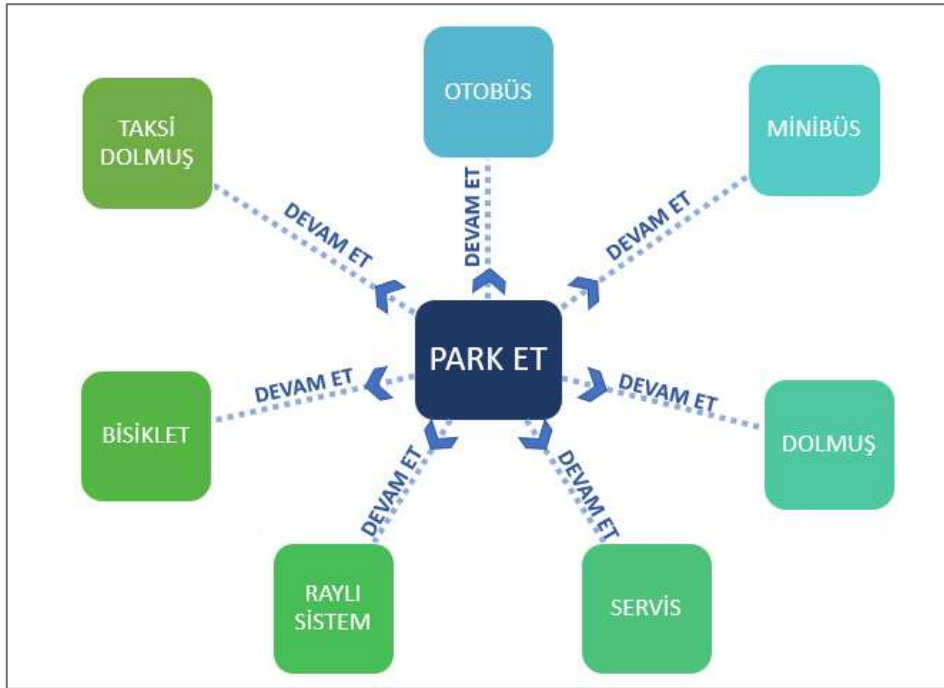 OTOBÜS
TAKSİ
DOLMUŞ
MİNİBÜS
DEVAM ET
DEVAM ET
DEVAM ET
PARK ET
DEVAM ET
DEVAM ET
BİSİKLET
DOLMUŞ
DEVAM ET
DEVAM ET
RAYLI
SİSTEM
SERVİS